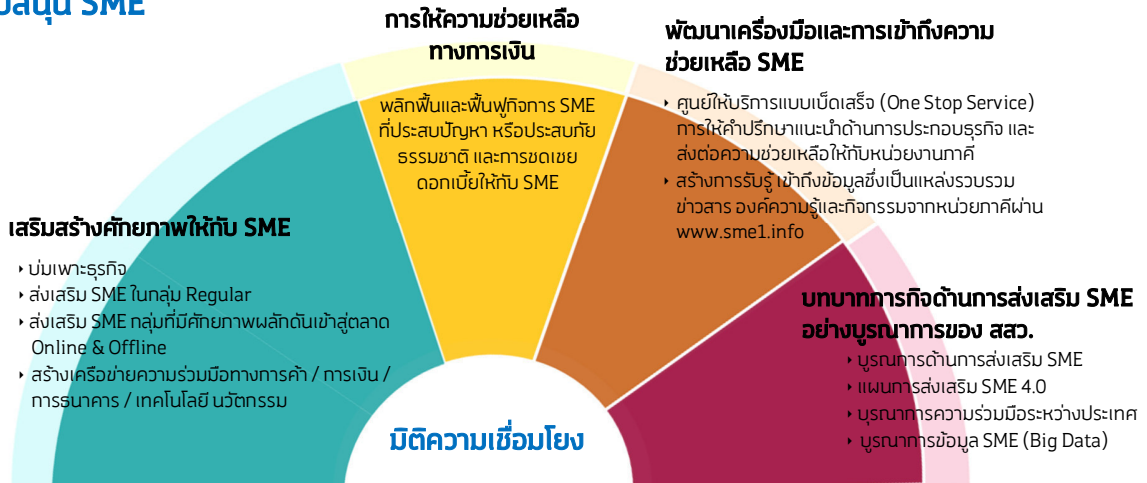 SME
การให้ความช่วยเหลือ
ทางการเงิน
พลิกฟื้นและฟื้นฟูกิจการ SME
ที่ประสบปัญหา หรือประสบภัย
ธรรมชาติ และการชดเชย
ดอกเบี้ยให้กับ SME
พัฒนาเครื่องมือและการเข้าถึงความ
ช่วยเหลือ SME
‣ ศูนย์ให้บริการแบบเบ็ดเสร็จ (One Stop Service)
การให้คำปรึกษาแนะนำด้านการประกอบธุรกิจ และ
ส่งต่อความช่วยเหลือให้กับหน่วยงานภาคี
‣ สร้างการรับรู้ เข้าถึงข้อมูลซึ่งเป็นแหล่งรวบรวม
ข่าวสาร องค์ความรู้และกิจกรรมจากหน่วยภาคีผ่าน
www.sme1.info
เสริมสร้างศักยภาพให้กับ SME
‣ บ่มเพาะธุรกิจ
‣ ส่งเสริม SME ในกลุ่ม Regular
‣ ส่งเสริม SME กลุ่มที่มีศักยภาพผลักดันเข้าสู่ตลาด
Online & Offline
‣ สร้างเครือข่ายความร่วมมือทางการค้า / การเงิน /
การธนาคาร / เทคโนโลยี นวัตกรรม
บทบาทภารกิจด้านการส่งเสริม SME
อย่างบูรณาการของ สสว.
‣ บูรณการด้านการส่งเสริม SME
‣ แผนการส่งเสริม SME 4.0
‣ บุรณาการความร่วมมือระหว่างประเทศ
‣ บูรณาการข้อมูล SME (Big Data)
มิติความเชื่อมโยง